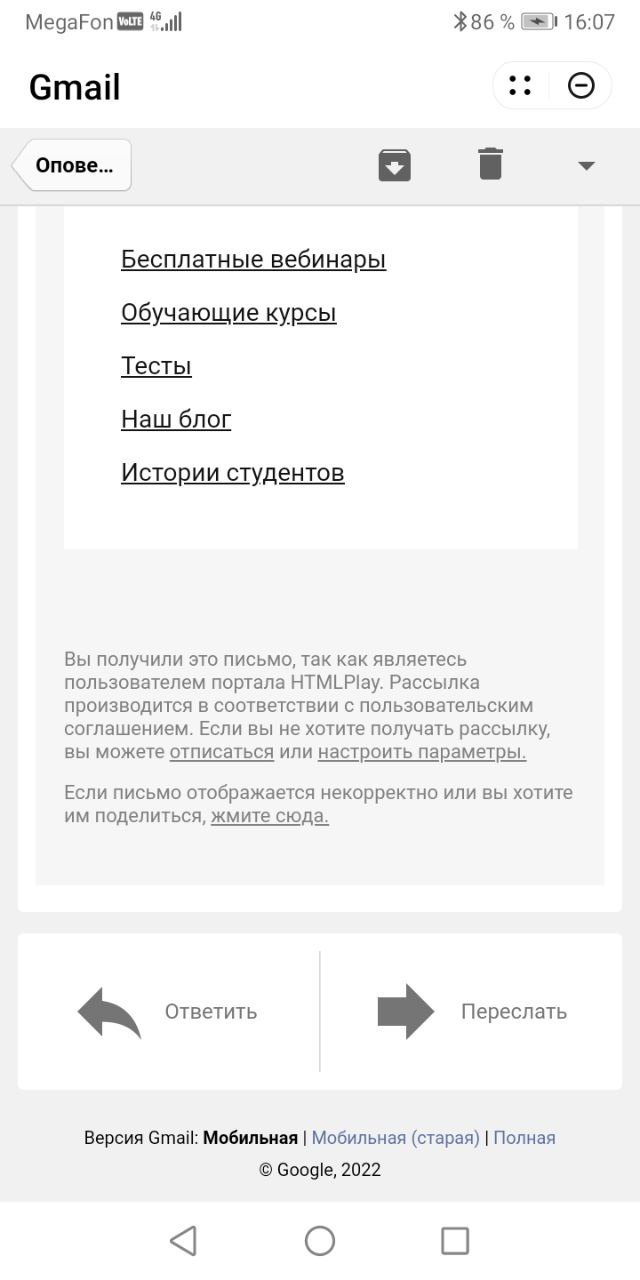 MegaFon VoLTE 4G 86 % 16:07
Gmail
Опове...
Бесплатные вебинары
Обучающие курсы
Тесты
Наш блог
Истории студентов
Вы получили это письмо, так как являетесь
пользователем портала HTMLPlay. Рассылка
производится в соответствии с пользовательским
соглашением. Если вы не хотите получать рассылку,
вы можете отписаться или настроить параметры.
Если письмо отображается некорректно или вы хотите
им поделиться, жмите сюда.
Ответить
Переслать
Версия Gmail: Мобильная | Мобильная (старая) | Полная
© Google, 2022